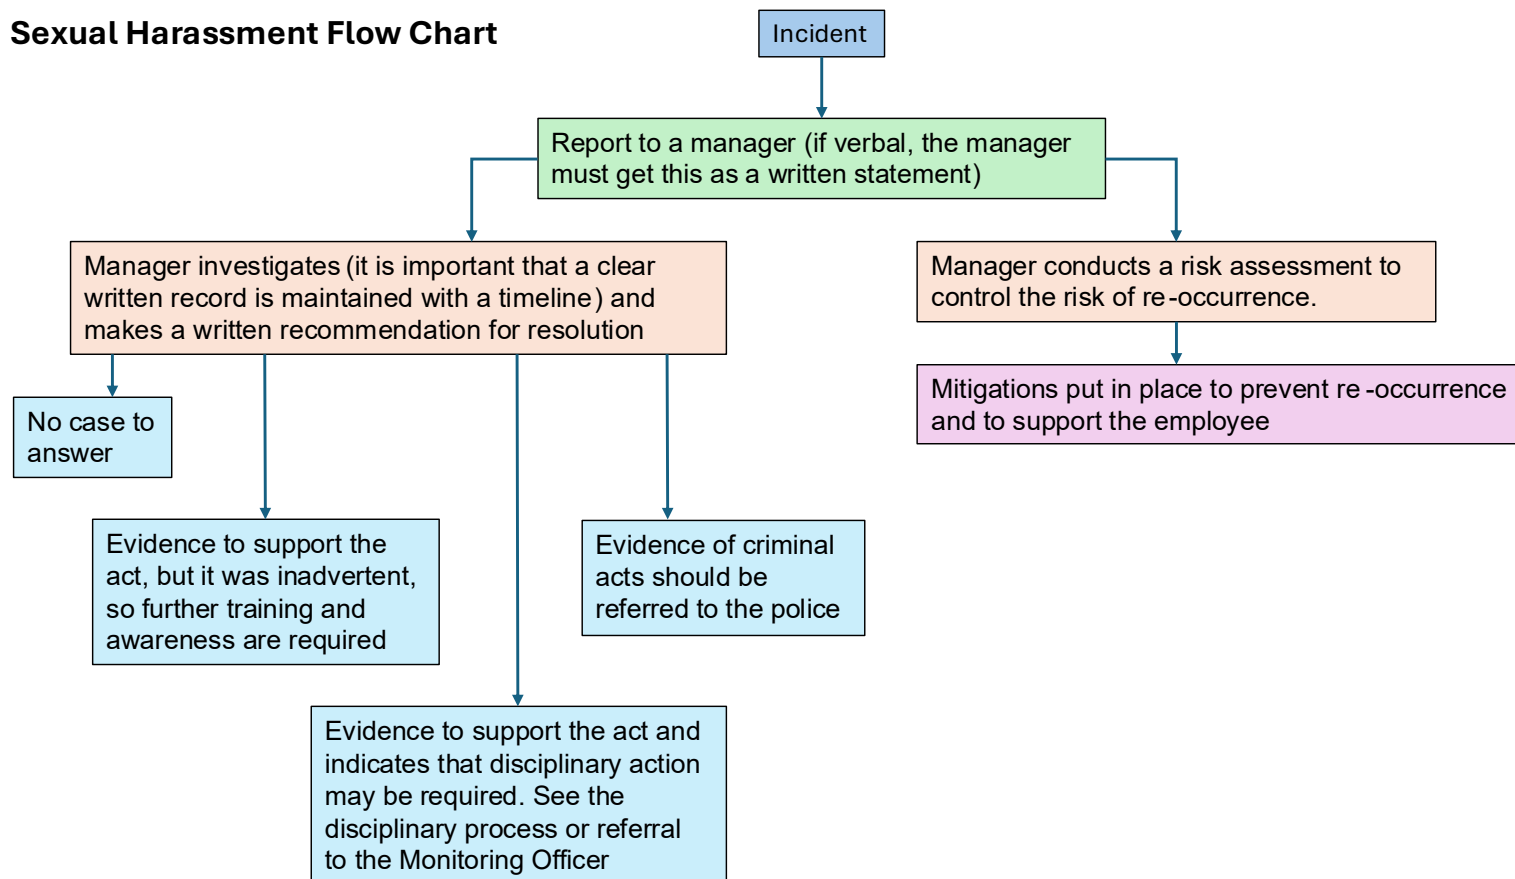 Sexual Harassment Flow Chart
Incident
Report to a manager (if verbal, the manager
must get this as a written statement)
Manager investigates (it is important that a clear
written record is maintained with a timeline) and
makes a written recommendation for resolution
Manager conducts a risk assessment to
control the risk of re-occurrence.
Mitigations put in place to prevent re-occurrence
and to support the employee
No case to
answer
Evidence to support the
act, but it was inadvertent,
so further training and
awareness are required
Evidence of criminal
acts should be
referred to the police
Evidence to support the act and
indicates that disciplinary action
may be required. See the
disciplinary process or referral
to the Monitoring Officer